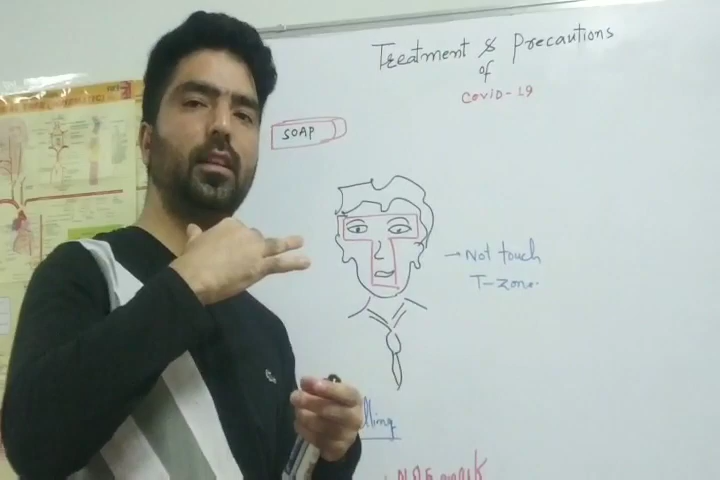 Treatment & Precautions
of
Covid-19
SOAP
Not touch
T-Zone.